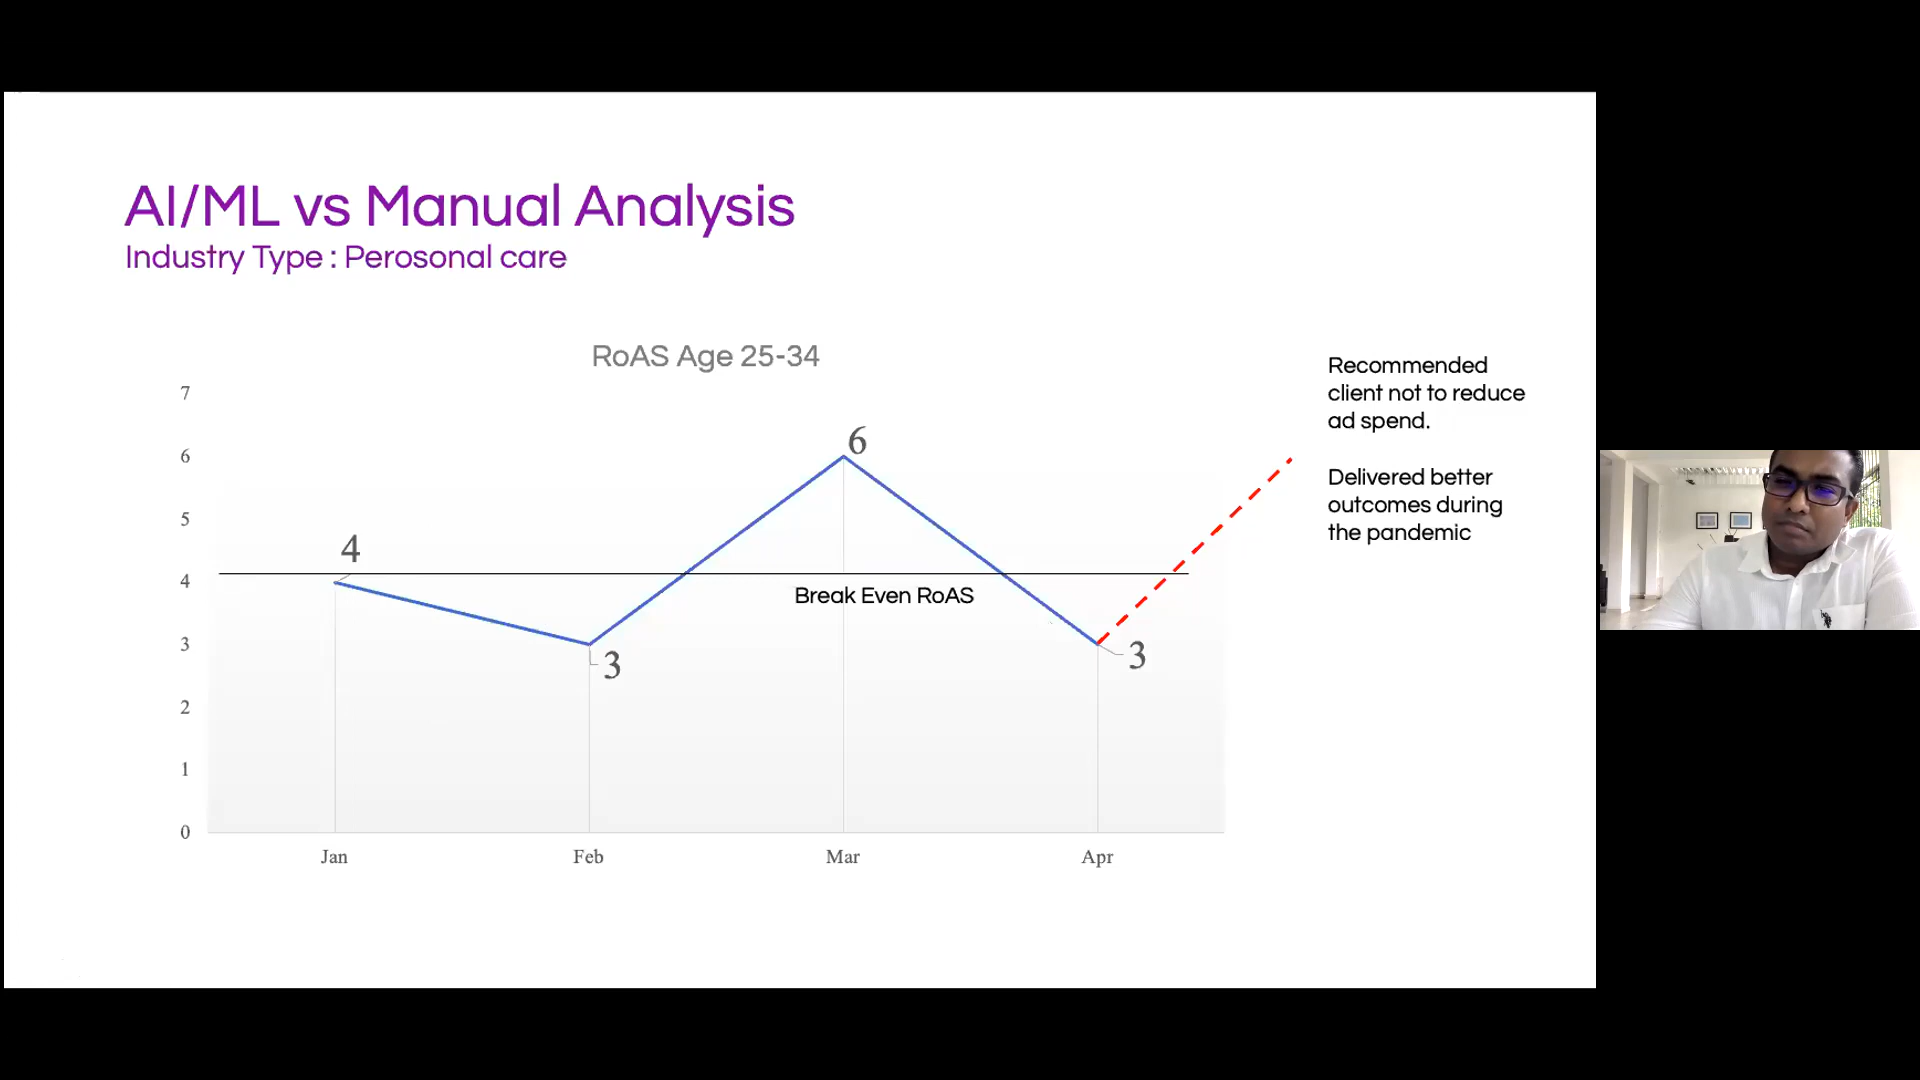 AI/ML vs Manual Analysis
Industry Type : Perosonal care
RoAS Age 25-34
7
6
5
4
3
2
1
0
4
3
6
3
Break Even RoAS
Jan
Feb
Mar
Apr
Recommended
client not to reduce
ad spend.
Delivered better
outcomes during
the pandemic